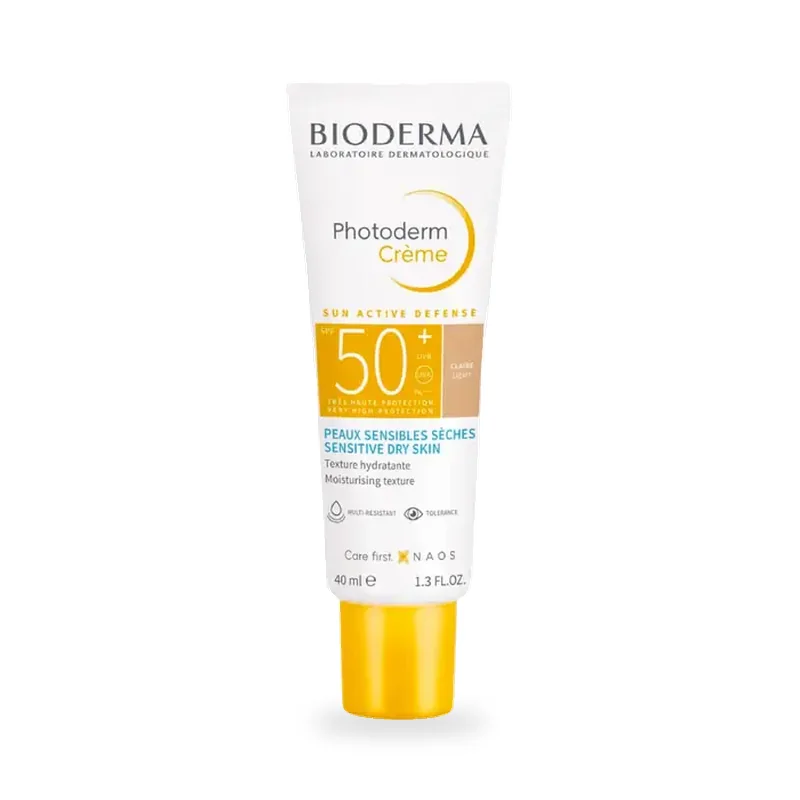 BIODERMA
LABORATOIRE DERMATOLOGIQUE
Photoderm
Crème
SUN ACTIVE DEFENSE
SPF 50+
UVB
UVA
PA
CLAIRE
LIGHT
TRÈS HAUTE PROTECTION
VERY HIGH PROTECTION
PEAUX SENSIBLES SÈCHES
SENSITIVE DRY SKIN
Texture hydratante
Moisturising texture
MULTI-RESISTANT TOLERANCE
Care first NAOS
40 ml ℮ 1.3 FL.OZ.